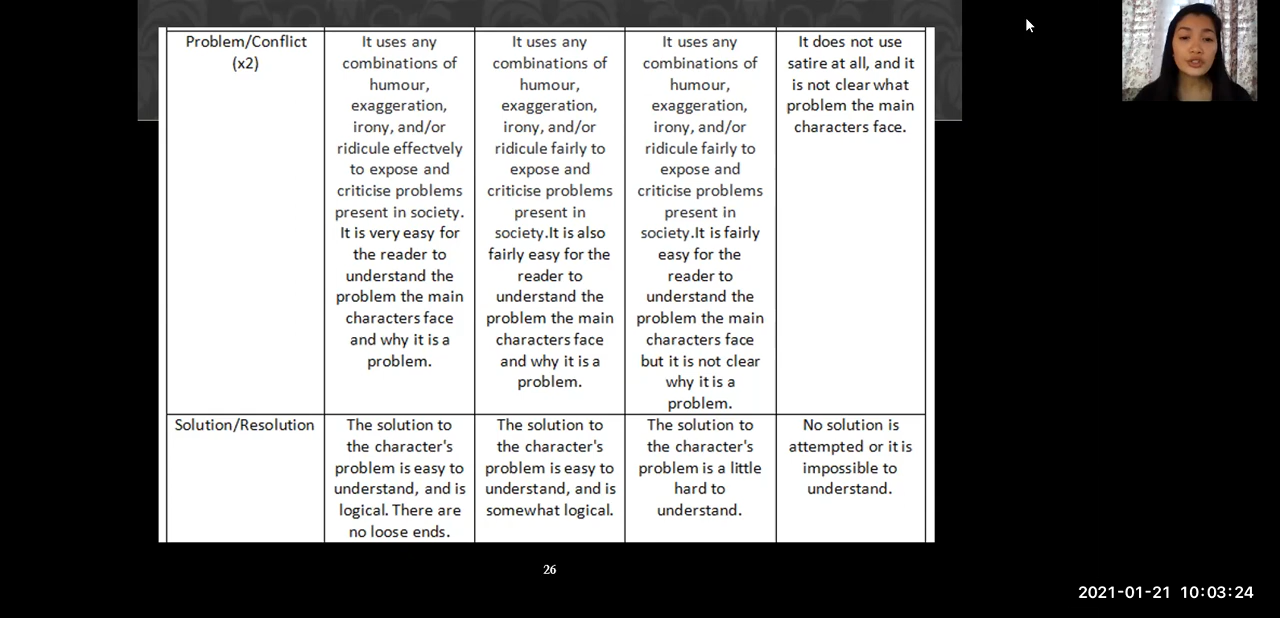 Problem/Conflict
(x2)
It uses any
combinations of
humour,
exaggeration,
irony, and/or
ridicule effectvely
to expose and
criticise problems
present in society.
It is very easy for
the reader to
understand the
problem the main
characters face
and why it is a
problem.
It uses any
combinations of
humour,
exaggeration,
irony, and/or
ridicule fairly to
expose and
criticise problems
present in
society.It is also
fairly easy for the
reader to
understand the
problem the main
characters face
and why it is a
problem.
It uses any
combinations of
humour,
exaggeration,
irony, and/or
ridicule fairly to
expose and
criticise problems
present in
society.It is fairly
easy for the
reader to
understand the
problem the main
characters face
but it is not clear
why it is a
problem.
It does not use
satire at all, and it
is not clear what
problem the main
characters face.
Solution/Resolution
The solution to
the character's
problem is easy to
understand, and is
logical. There are
no loose ends.
The solution to
the character's
problem is easy to
understand, and is
somewhat logical.
The solution to
the character's
problem is a little
hard to
understand.
No solution is
attempted or it is
impossible to
understand.
26
2021-01-21 10:03:24